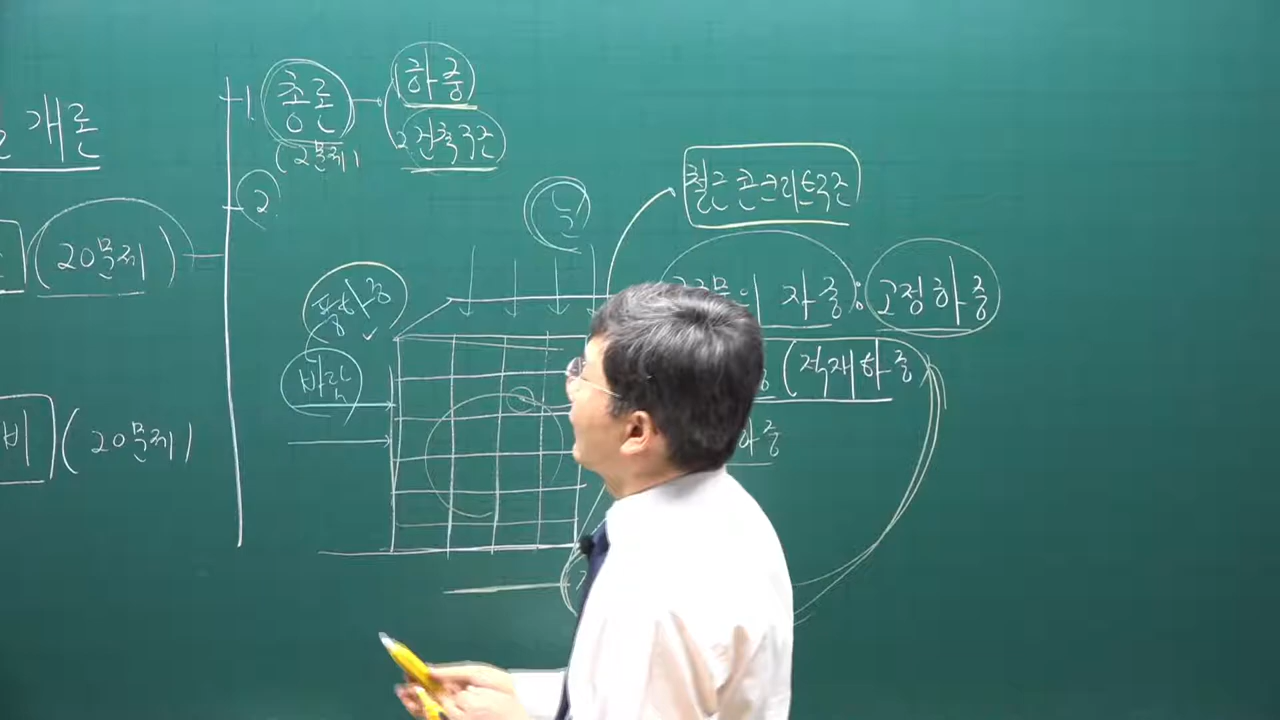 개론
(20문제)
비 (20문제)
1. 총론
(2문제)
하중
2 건축구조
2
철근콘크리트구조
풍하중
바람
자중 : 고정하중
(적재하중
하중